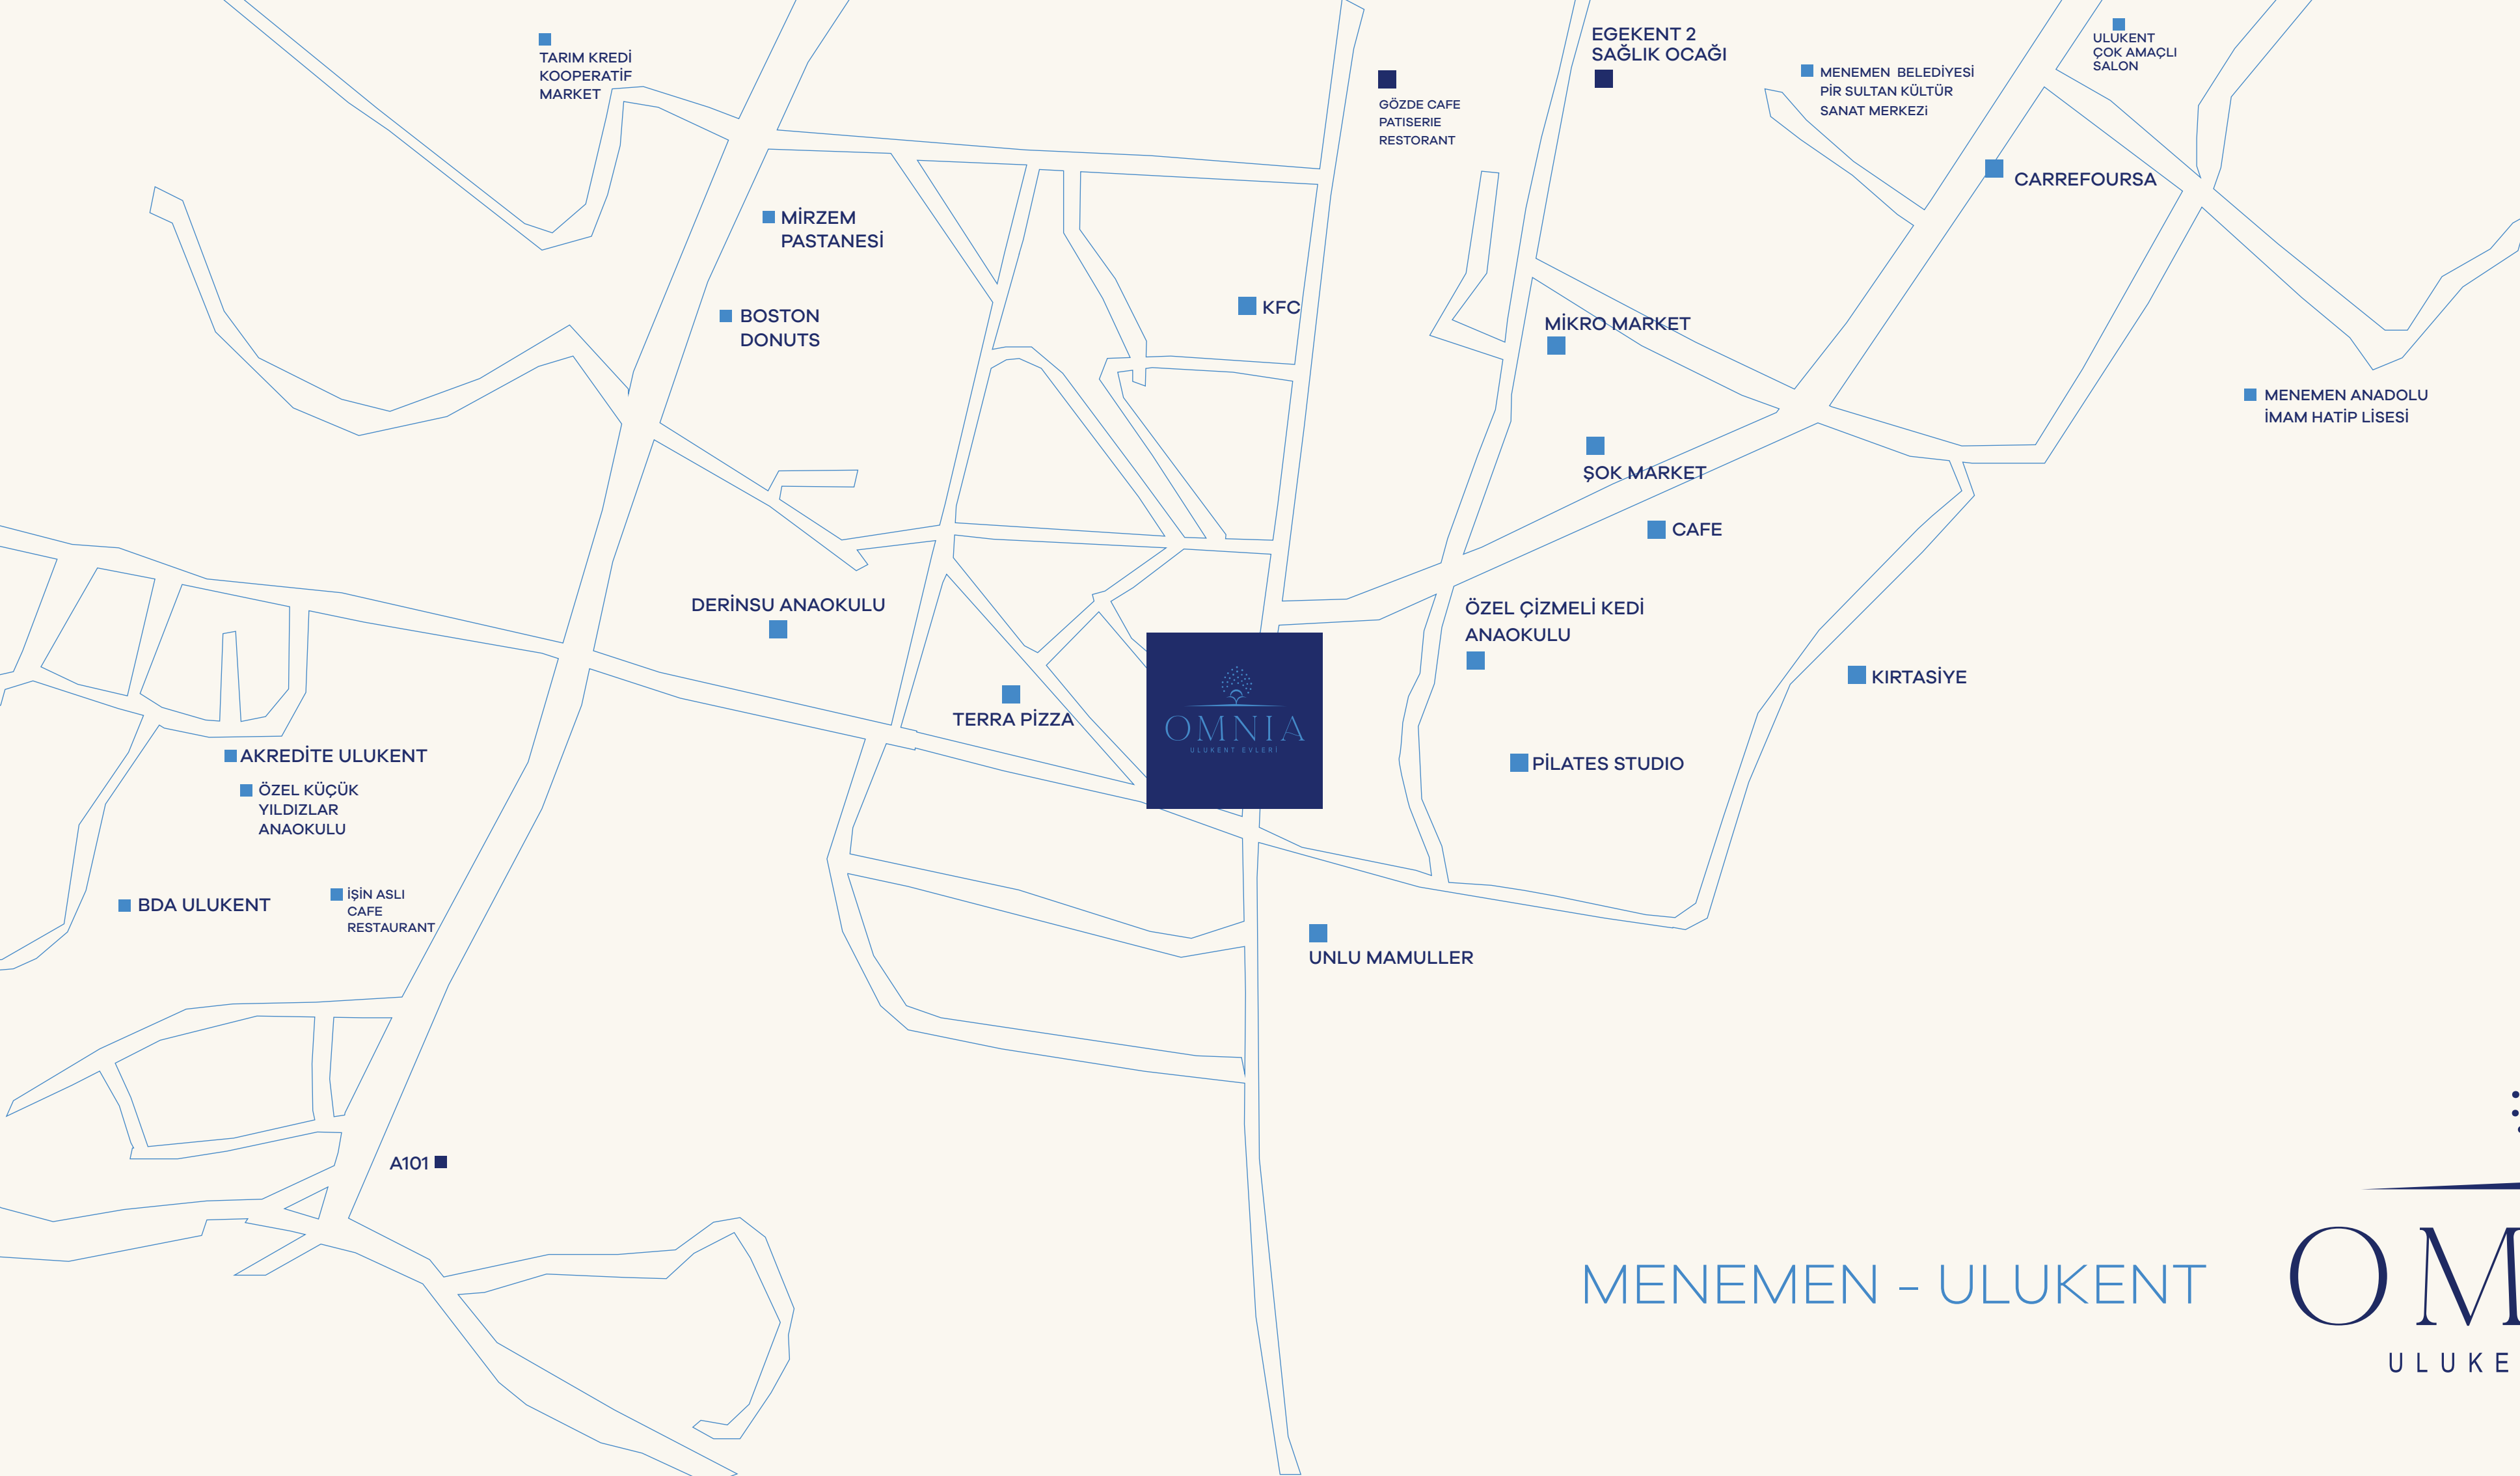 TARIM KREDİ
KOOPERATİF
MARKET
EGEKENT 2
SAĞLIK OCAĞI
GÖZDE CAFE
PATISERIE
RESTORANT
MENEMEN  BELEDİYESİ
PİR SULTAN KÜLTÜR
SANAT MERKEZi
ULUKENT
ÇOK AMAÇLI
SALON
CARREFOURSA
MİRZEM
PASTANESİ
BOSTON
DONUTS
KFC
MİKRO MARKET
MENEMEN ANADOLU
İMAM HATİP LİSESİ
ŞOK MARKET
CAFE
DERİNSU ANAOKULU
ÖZEL ÇİZMELİ KEDİ
ANAOKULU
KIRTASİYE
TERRA PİZZA
OMNIA
ULUKENT EVLERİ
PİLATES STUDIO
AKREDİTE ULUKENT
ÖZEL KÜÇÜK
YILDIZLAR
ANAOKULU
BDA ULUKENT
İŞİN ASLI
CAFE
RESTAURANT
UNLU MAMULLER
A101
MENEMEN - ULUKENT
OM
ULUKE